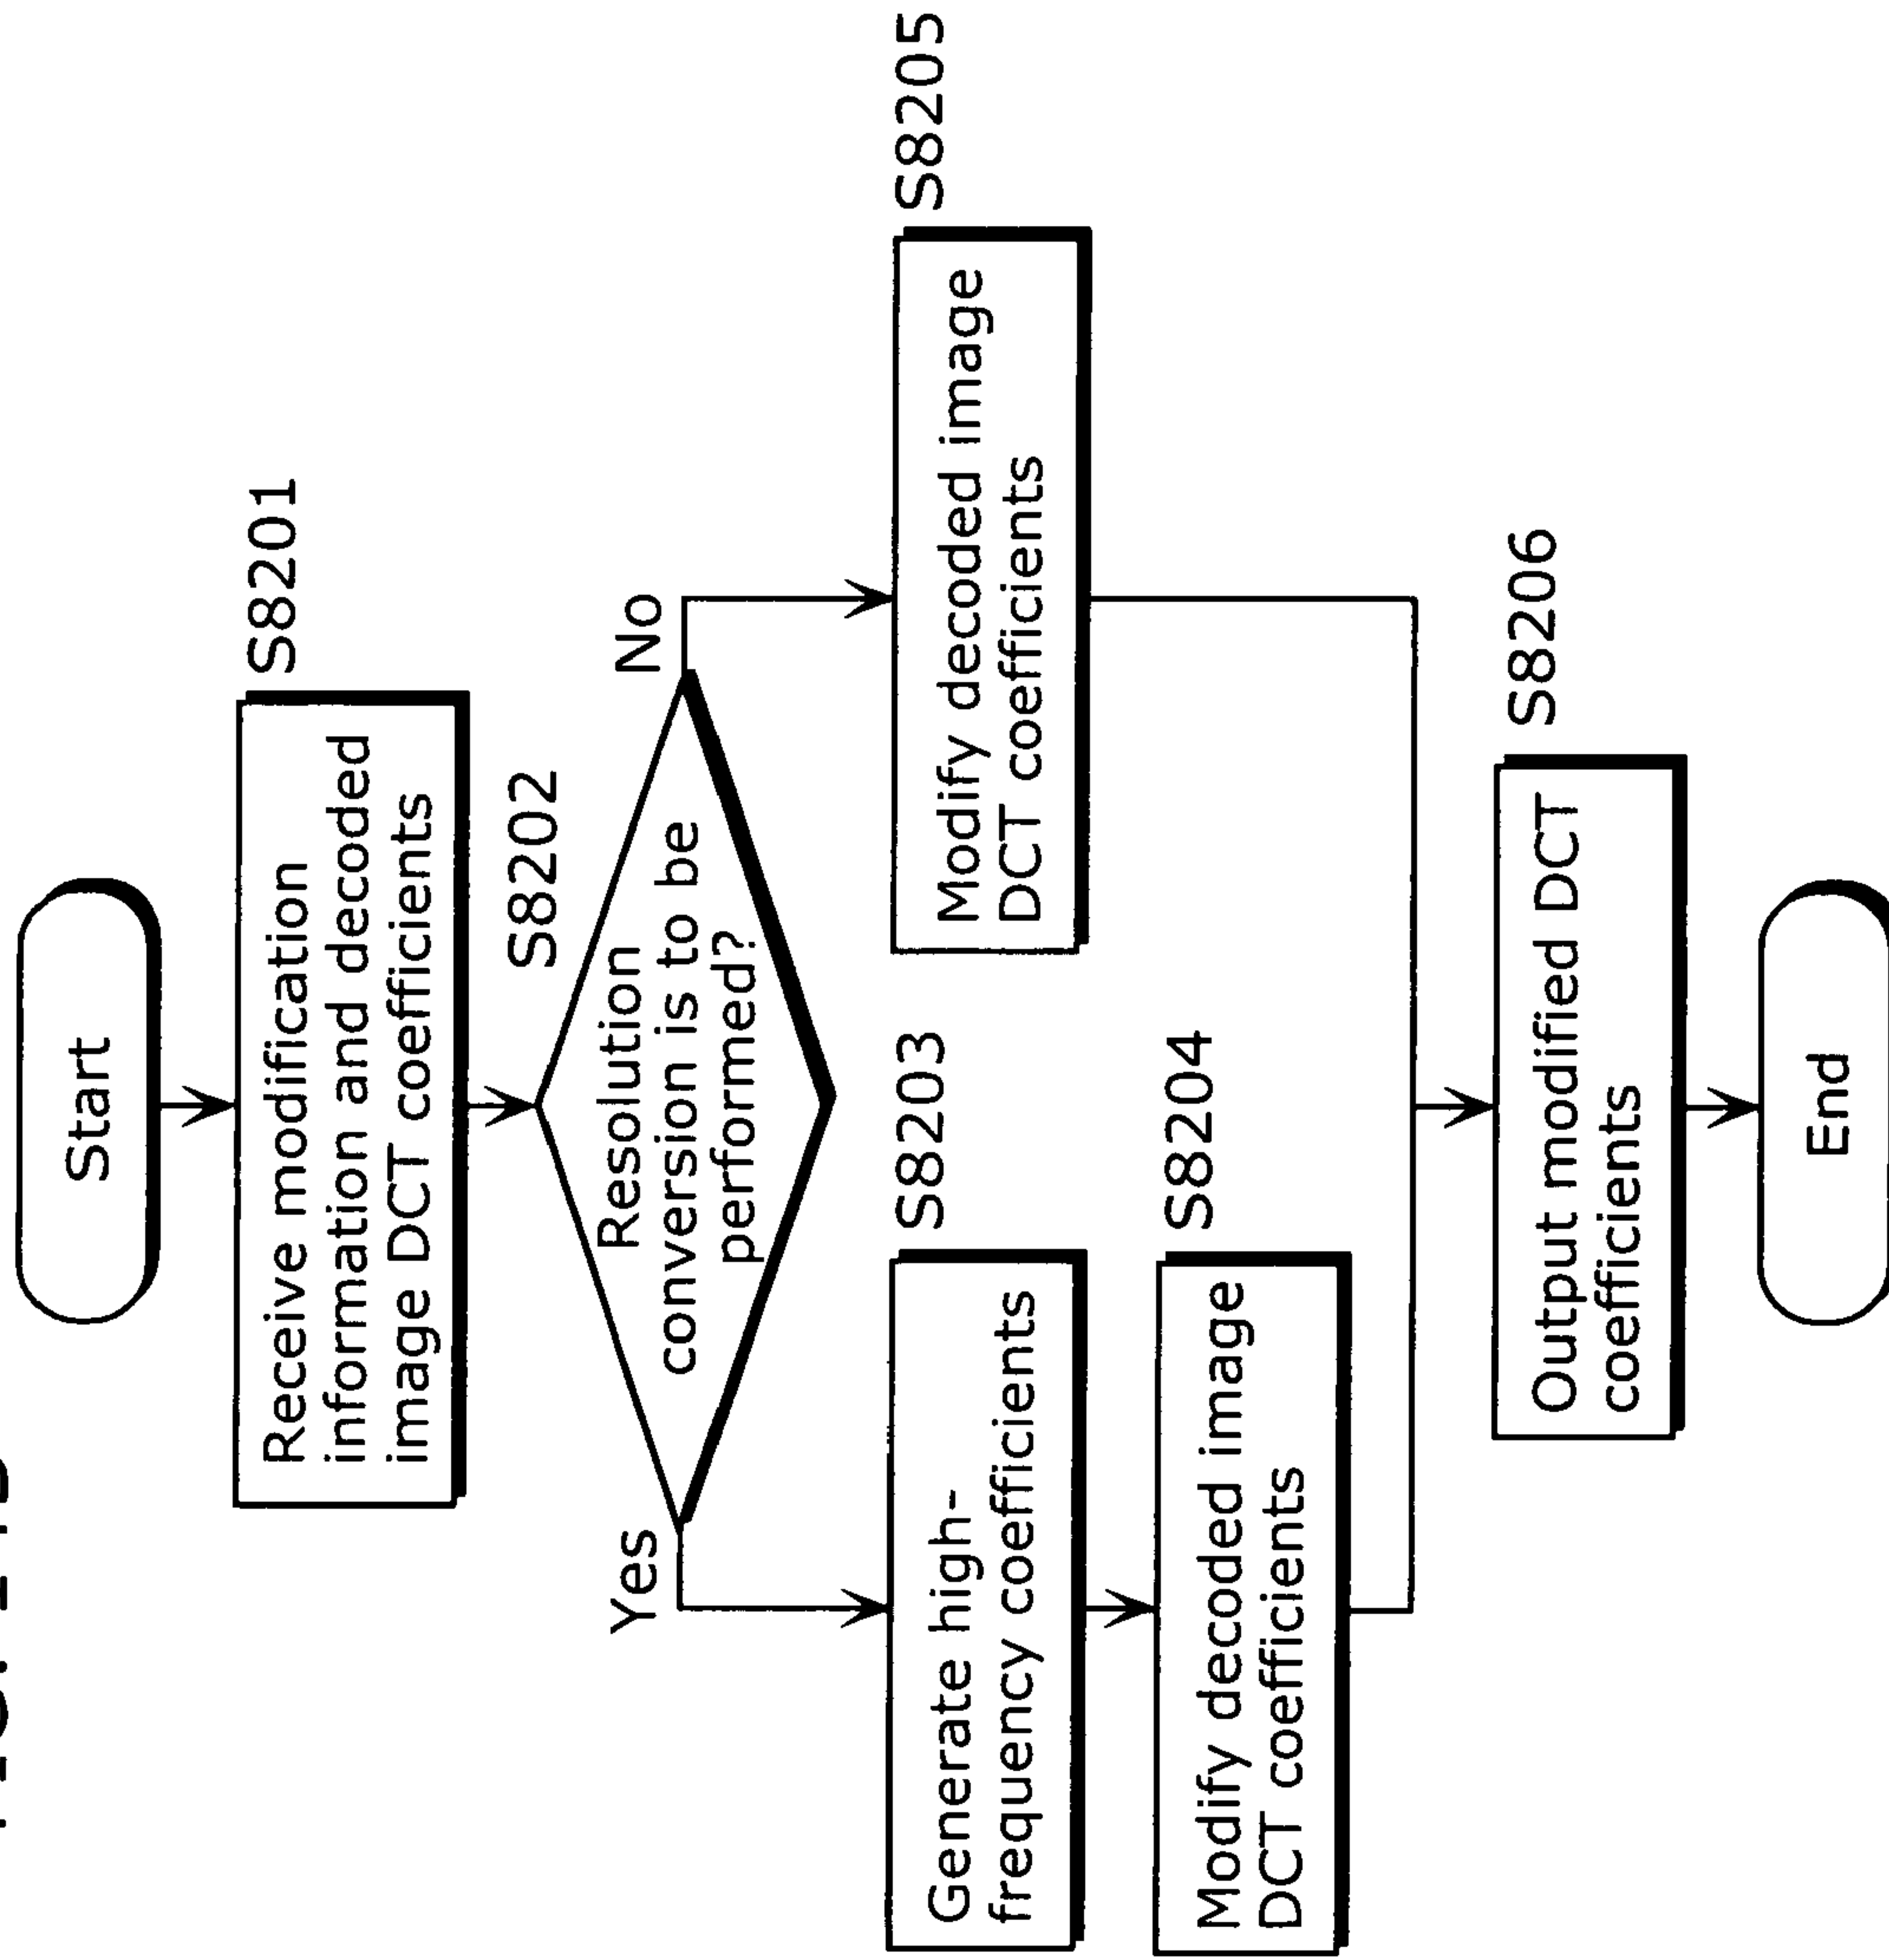 Start
Receive modification
information and decoded
image DCT coefficients
S8201
S8202
Resolution
conversion is to be
performed?
Yes
No
Generate high-
frequency coefficients
S8203
Modify decoded image
DCT coefficients
S8204
Modify decoded image
DCT coefficients
S8205
Output modified DCT
coefficients
S8206
End